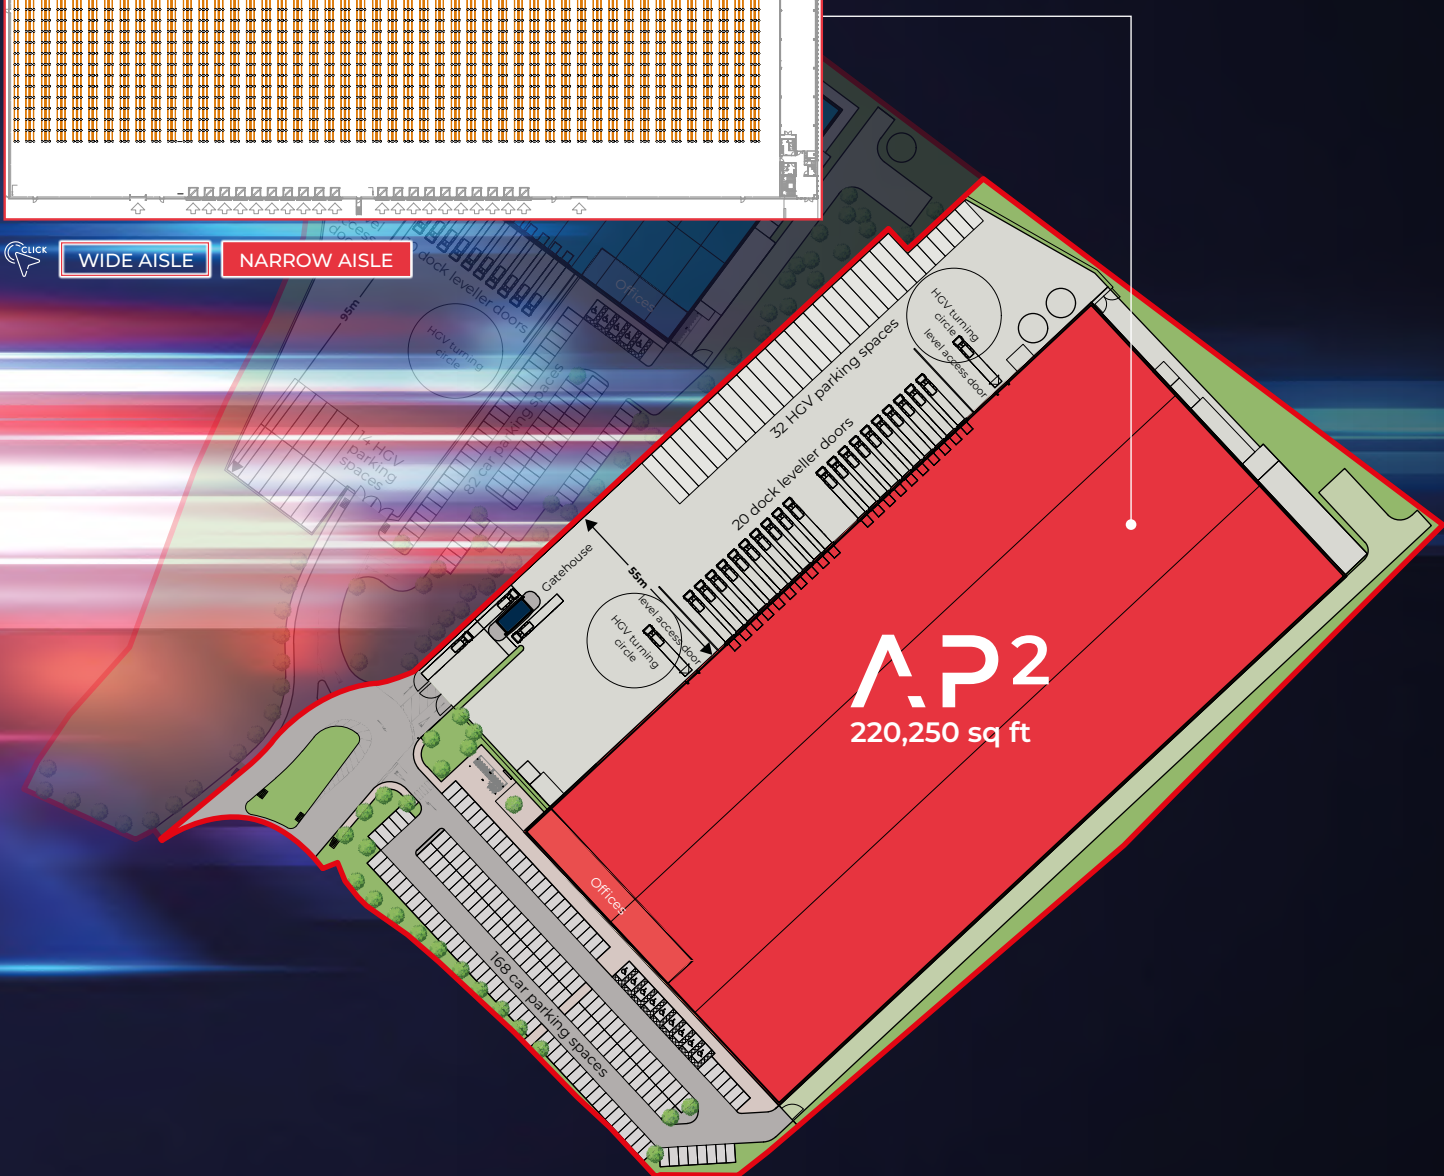 CLICK
WIDE AISLE
NARROW AISLE
dock leveller doors
Offices
95m
HGV turning
circle
14 HGV
parking
spaces
82 car parking spaces
HGV turning
circle
level access door
32 HGV parking spaces
20 dock leveller doors
Gatehouse
55m
level access door
HGV turning
circle
AP2
220,250 sq ft
Offices
168 car parking spaces